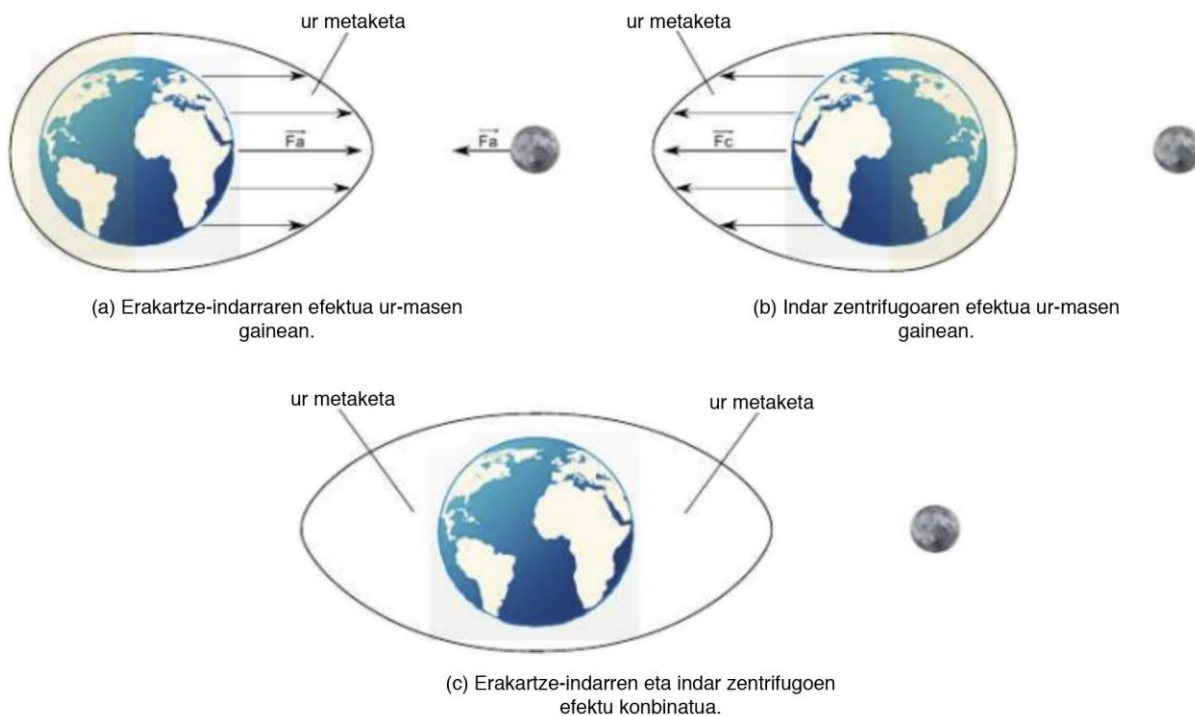 ur metaketa
Fa
Fa
(a) Erakartze-indarraren efektua ur-masen
gainean.
ur metaketa
Fc
(b) Indar zentrifugoaren efektua ur-masen
gainean.
ur metaketa
ur metaketa
(c) Erakartze-indarren eta indar zentrifugoen
efektu konbinatua.